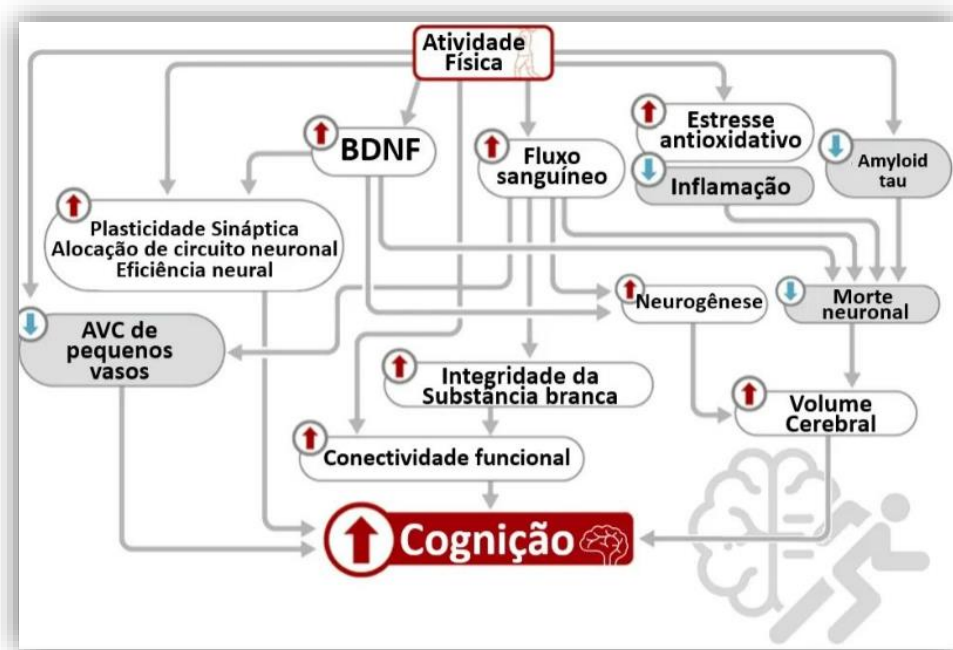 Atividade
Física
BDNF
Fluxo
sanguíneo
Estresse
antioxidativo
Inflamação
Amyloid
tau
Plasticidade Sináptica
Alocação de circuito neuronal
Eficiência neural
Neurogênese
Morte
neuronal
AVC de
pequenos
vasos
Integridade da
Substância branca
Volume
Cerebral
Conectividade funcional
Cognição